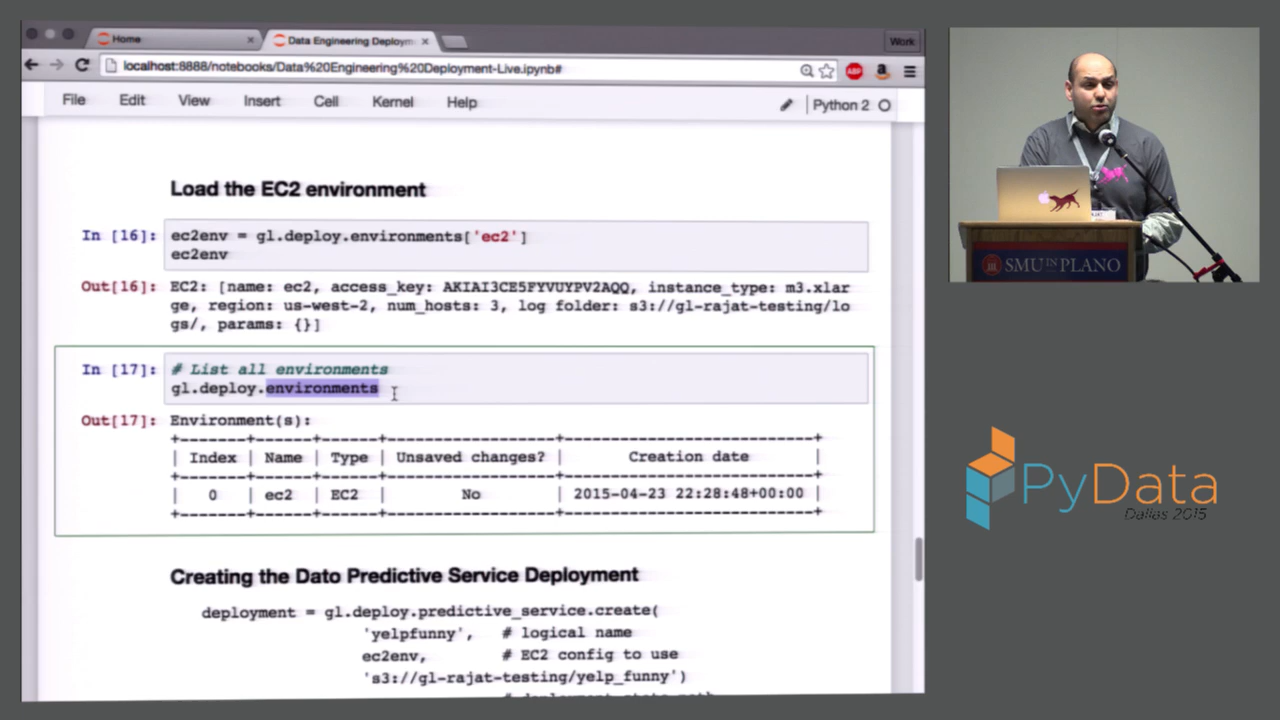 Home
Data Engineering Deploym
Work
localhost:8888/notebooks/Data%20Engineering%20Deployment-Live.ipynb#
ABP
File Edit View Insert Cell Kernel Help
Python 2
Load the EC2 environment
In [16]: ec2env = gl.deploy.environments['ec2']
ec2env
Out[16]: EC2: [name: ec2, access_key: AKIAI3CE5FYVUYPV2AQQ, instance_type: m3.xlar
ge, region: us-west-2, num_hosts: 3, log folder: s3://gl-rajat-testing/lo
gs/, params: {}]
In [17]: # List all environments
gl.deploy.environments
Out[17]: Environment(s):
+-------+------+------+------------------+---------------------------+
| Index | Name | Type | Unsaved changes? | Creation date |
+-------+------+------+------------------+---------------------------+
| 0 | ec2 | EC2 | No | 2015-04-23 22:28:48+00:00 |
+-------+------+------+------------------+---------------------------+
Creating the Dato Predictive Service Deployment
deployment = gl.deploy.predictive_service.create(
'yelpfunny', # logical name
ec2env, # EC2 config to use
's3://gl-rajat-testing/yelp_funny')
SMU IN PLANO
PyData
Dallas 2015